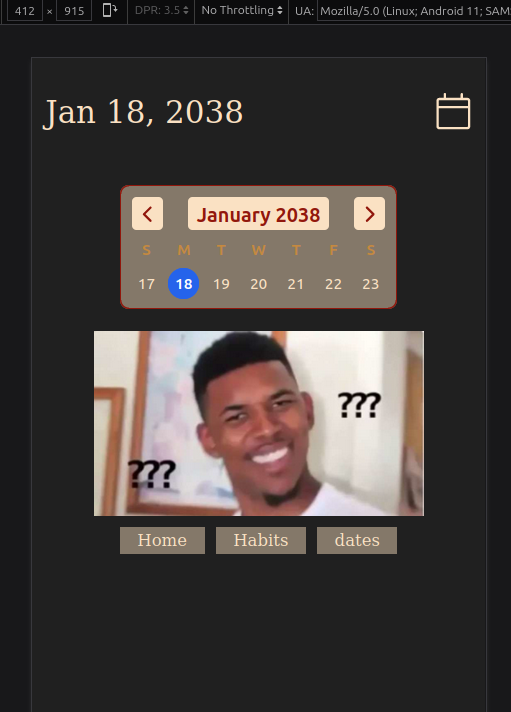 412 × 915 DPR: 3.5 No Throttling UA: Mozilla/5.0 (Linux; Android 11; SAM
Jan 18, 2038
January 2038
S M T W T F S
17 18 19 20 21 22 23
???
???
Home Habits dates